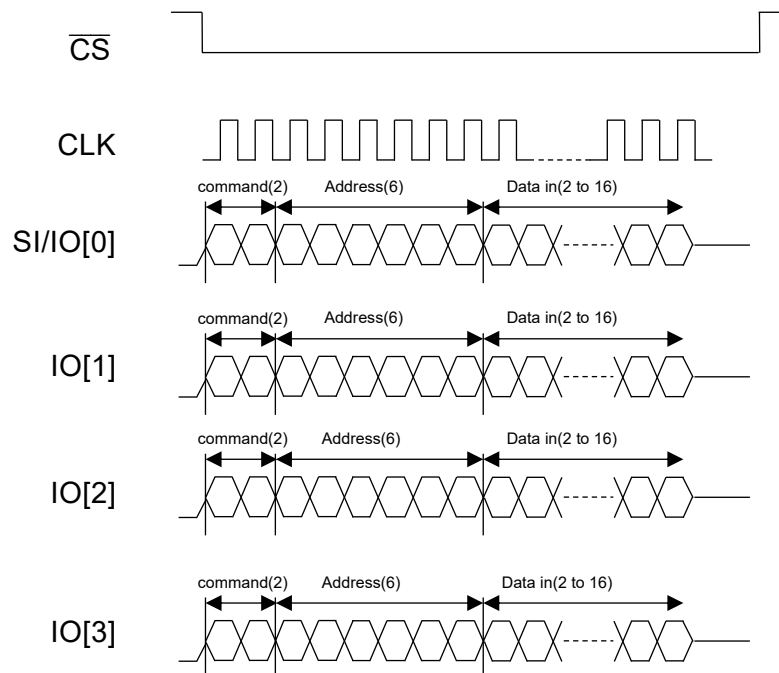 CS
CLK
command(2) Address(6) Data in(2 to 16)
SI/IO[0]
command(2) Address(6) Data in(2 to 16)
IO[1]
command(2) Address(6) Data in(2 to 16)
IO[2]
command(2) Address(6) Data in(2 to 16)
IO[3]